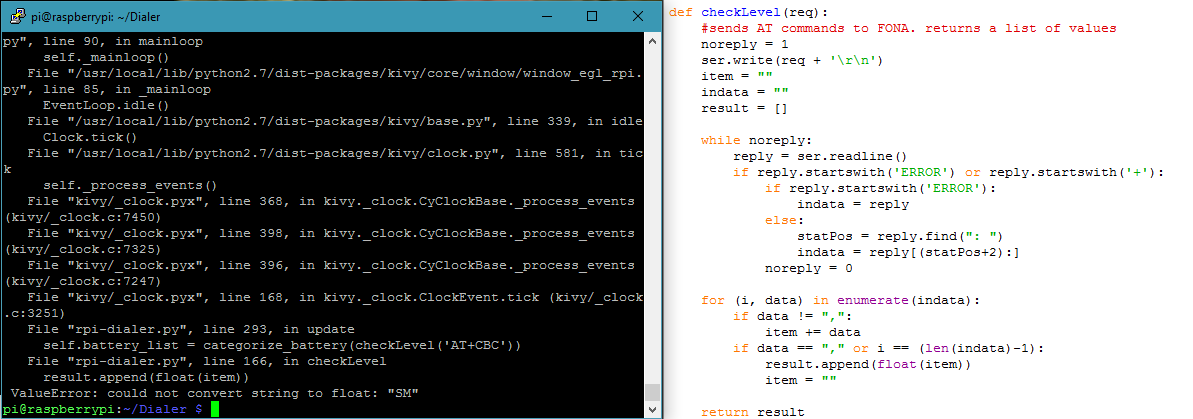 pi@raspberrypi: ~/Dialer
py", line 90, in mainloop
self._mainloop()
File "/usr/local/lib/python2.7/dist-packages/kivy/core/window/window_egl_rpi.
py", line 85, in _mainloop
EventLoop.idle()
File "/usr/local/lib/python2.7/dist-packages/kivy/base.py", line 339, in idle
Clock.tick()
File "/usr/local/lib/python2.7/dist-packages/kivy/clock.py", line 581, in tic
k
self._process_events()
File "kivy/_clock.pyx", line 368, in kivy._clock.CyClockBase._process_events
(kivy/_clock.c:7450)
File "kivy/_clock.pyx", line 398, in kivy._clock.CyClockBase._process_events
(kivy/_clock.c:7325)
File "kivy/_clock.pyx", line 396, in kivy._clock.CyClockBase._process_events
(kivy/_clock.c:7247)
File "kivy/_clock.pyx", line 168, in kivy._clock.ClockEvent.tick (kivy/_clock
.c:3251)
File "rpi-dialer.py", line 293, in update
self.battery_list = categorize_battery(checkLevel('AT+CBC'))
File "rpi-dialer.py", line 166, in checkLevel
result.append(float(item))
ValueError: could not convert string to float: "SM"
pi@raspberrypi:~/Dialer $
def checkLevel(req):
#sends AT commands to FONA. returns a list of values
noreply = 1
ser.write(req + '\r\n')
item = ""
indata = ""
result = []
while noreply:
reply = ser.readline()
if reply.startswith('ERROR') or reply.startswith('+'):
if reply.startswith('ERROR'):
indata = reply
else:
statPos = reply.find(": ")
indata = reply[(statPos+2):]
noreply = 0
for (i, data) in enumerate(indata):
if data != ",":
item += data
if data == "," or i == (len(indata)-1):
result.append(float(item))
item = ""
return result